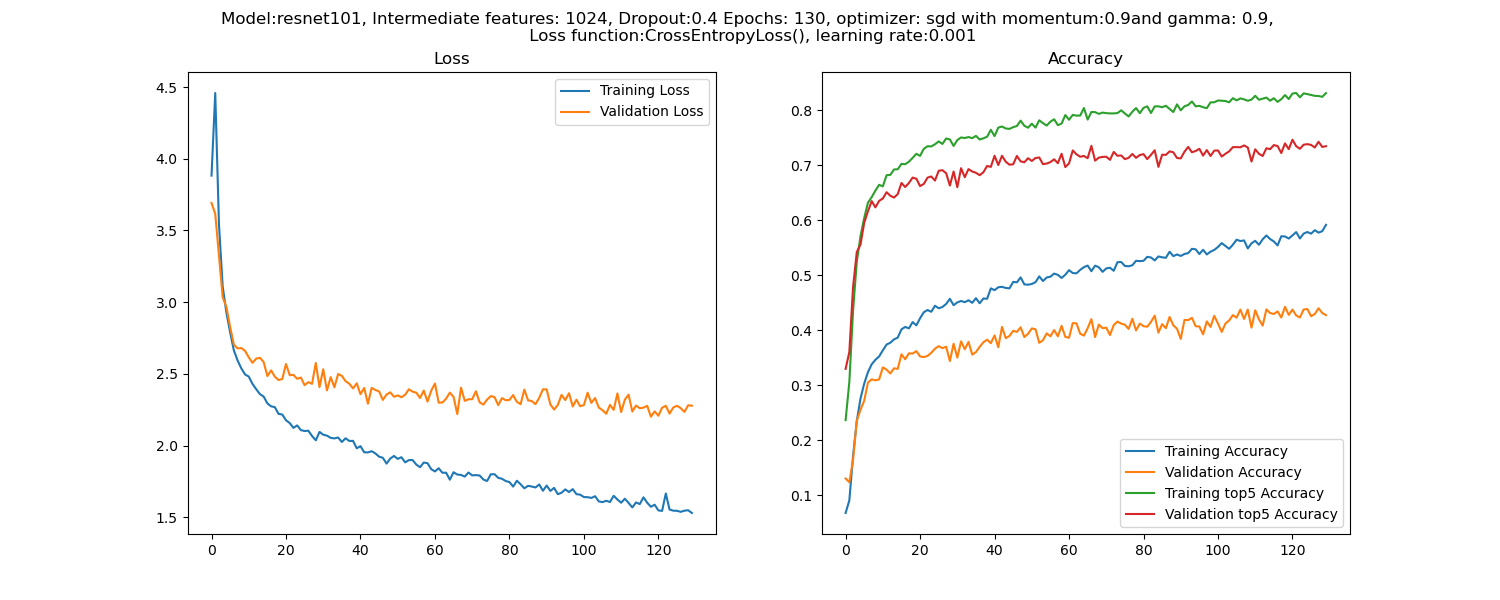 Model:resnet101, Intermediate features: 1024, Dropout:0.4 Epochs: 130, optimizer: sgd with momentum:0.9and gamma: 0.9,
Loss function:CrossEntropyLoss(), learning rate:0.001
Loss
4.5
4.0
3.5
3.0
2.5
2.0
1.5
0 20 40 60 80 100 120
Training Loss
Validation Loss
Accuracy
0.8
0.7
0.6
0.5
0.4
0.3
0.2
0.1
0 20 40 60 80 100 120
Training Accuracy
Validation Accuracy
Training top5 Accuracy
Validation top5 Accuracy